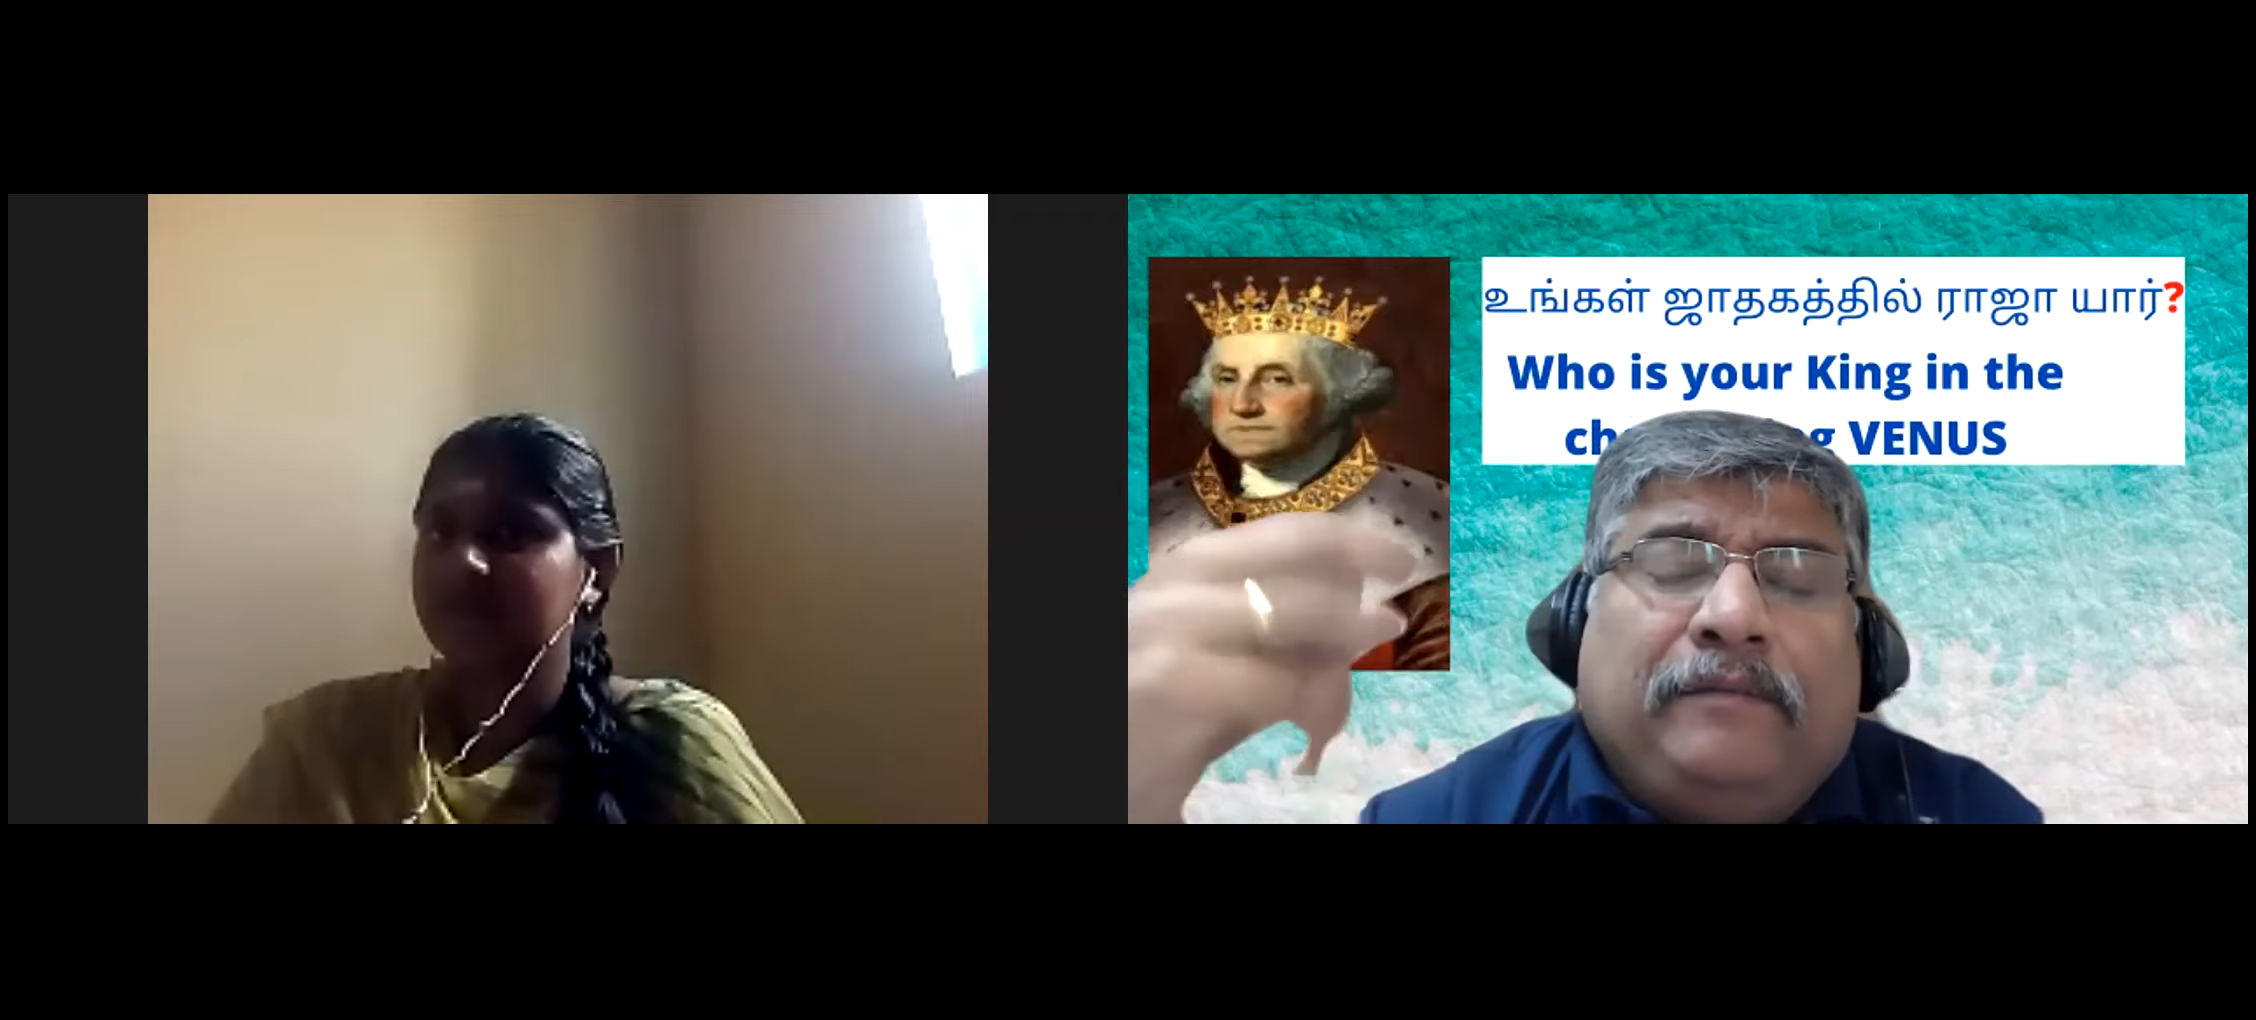 உங்கள் ஜாதகத்தில் ராஜா யார்?
Who is your King in the
VENUS